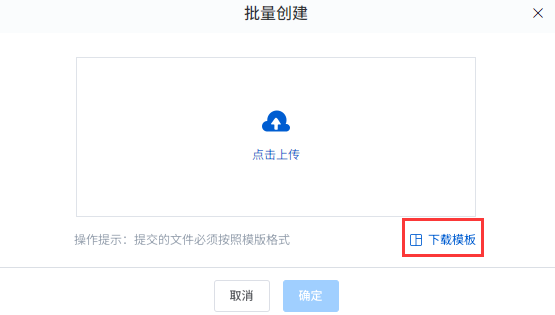 批量创建
点击上传
操作提示：提交的文件必须按照模版格式
下载模板
取消
确定